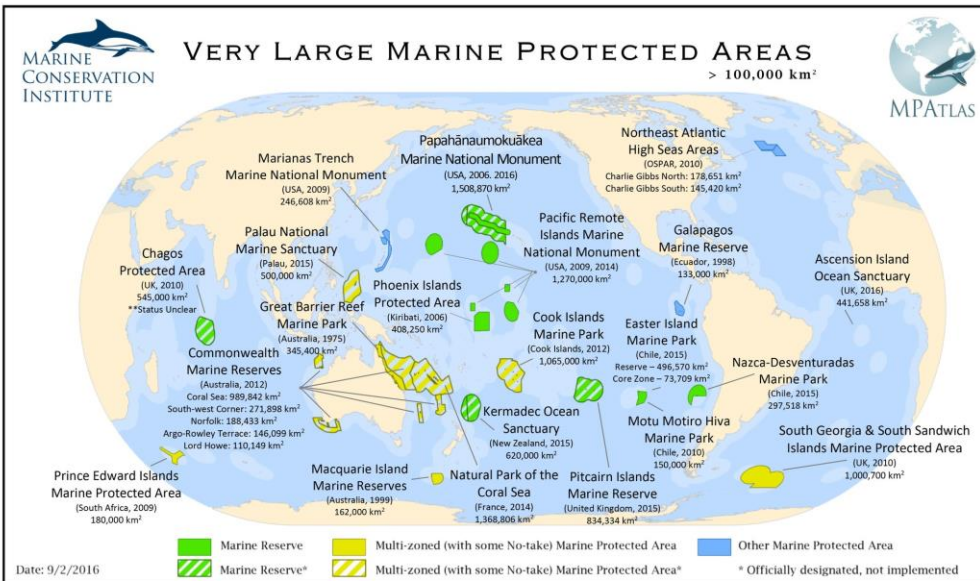 MARINE
CONSERVATION
INSTITUTE
VERY LARGE MARINE PROTECTED AREAS
> 100,000 km²
MPATLAS
Papahānaumokuākea
Marine National Monument
(USA, 2006. 2016)
1,508,870 km²
Northeast Atlantic
High Seas Areas
(OSPAR, 2010)
Charlie Gibbs North: 178,651 km²
Charlie Gibbs South: 145,420 km²
Marianas Trench
Marine National Monument
(USA, 2009)
246,608 km²
Pacific Remote
Islands Marine
National Monument
(USA, 2009, 2014)
1,270,000 km²
Galapagos
Marine Reserve
(Ecuador, 1998)
133,000 km²
Palau National
Marine Sanctuary
(Palau, 2015)
500,000 km²
Chagos
Protected Area
(UK, 2010)
545,000 km²
**Status Unclear
Ascension Island
Ocean Sanctuary
(UK, 2016)
441,658 km²
Phoenix Islands
Protected Area
(Kiribati, 2006)
408,250 km²
Great Barrier Reef
Marine Park
(Australia, 1975)
345,400 km²
Cook Islands
Marine Park
(Cook Islands, 2012)
1,065,000 km²
Easter Island
Marine Park
(Chile, 2015)
Reserve – 496,570 km²
Core Zone – 73,709 km²
Commonwealth
Marine Reserves
(Australia, 2012)
Coral Sea: 989,842 km²
South-west Corner: 271,898 km²
Norfolk: 188,433 km²
Argo-Rowley Terrace: 146,099 km²
Lord Howe: 110,149 km²
Nazca-Desventuradas
Marine Park
(Chile, 2015)
297,518 km²
Kermadec Ocean
Sanctuary
(New Zealand, 2015)
620,000 km²
Motu Motiro Hiva
Marine Park
(Chile, 2010)
150,000 km²
South Georgia & South Sandwich
Islands Marine Protected Area
(UK, 2010)
1,000,700 km²
Prince Edward Islands
Marine Protected Area
(South Africa, 2009)
180,000 km²
Macquarie Island
Marine Reserves
(Australia, 1999)
162,000 km²
Natural Park of the
Coral Sea
(France, 2014)
1,368,806 km²
Pitcairn Islands
Marine Reserve
(United Kingdom, 2015)
834,334 km²
Marine Reserve
Multi-zoned (with some No-take) Marine Protected Area
Other Marine Protected Area
Marine Reserve*
Multi-zoned (with some No-take) Marine Protected Area*
* Officially designated, not implemented
Date: 9/2/2016